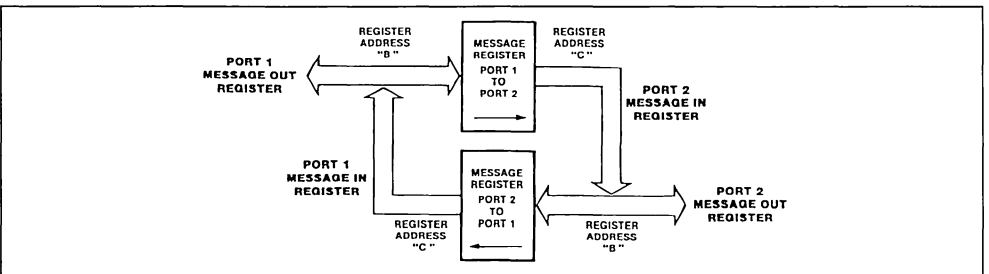 REGISTER
ADDRESS
"B"
PORT 1
MESSAGE OUT
REGISTER
MESSAGE
REGISTER
PORT 1
TO
PORT 2
REGISTER
ADDRESS
"C"
PORT 2
MESSAGE IN
REGISTER
PORT 1
MESSAGE IN
REGISTER
REGISTER
ADDRESS
"C"
MESSAGE
REGISTER
PORT 2
TO
PORT 1
REGISTER
ADDRESS
"B"
PORT 2
MESSAGE OUT
REGISTER